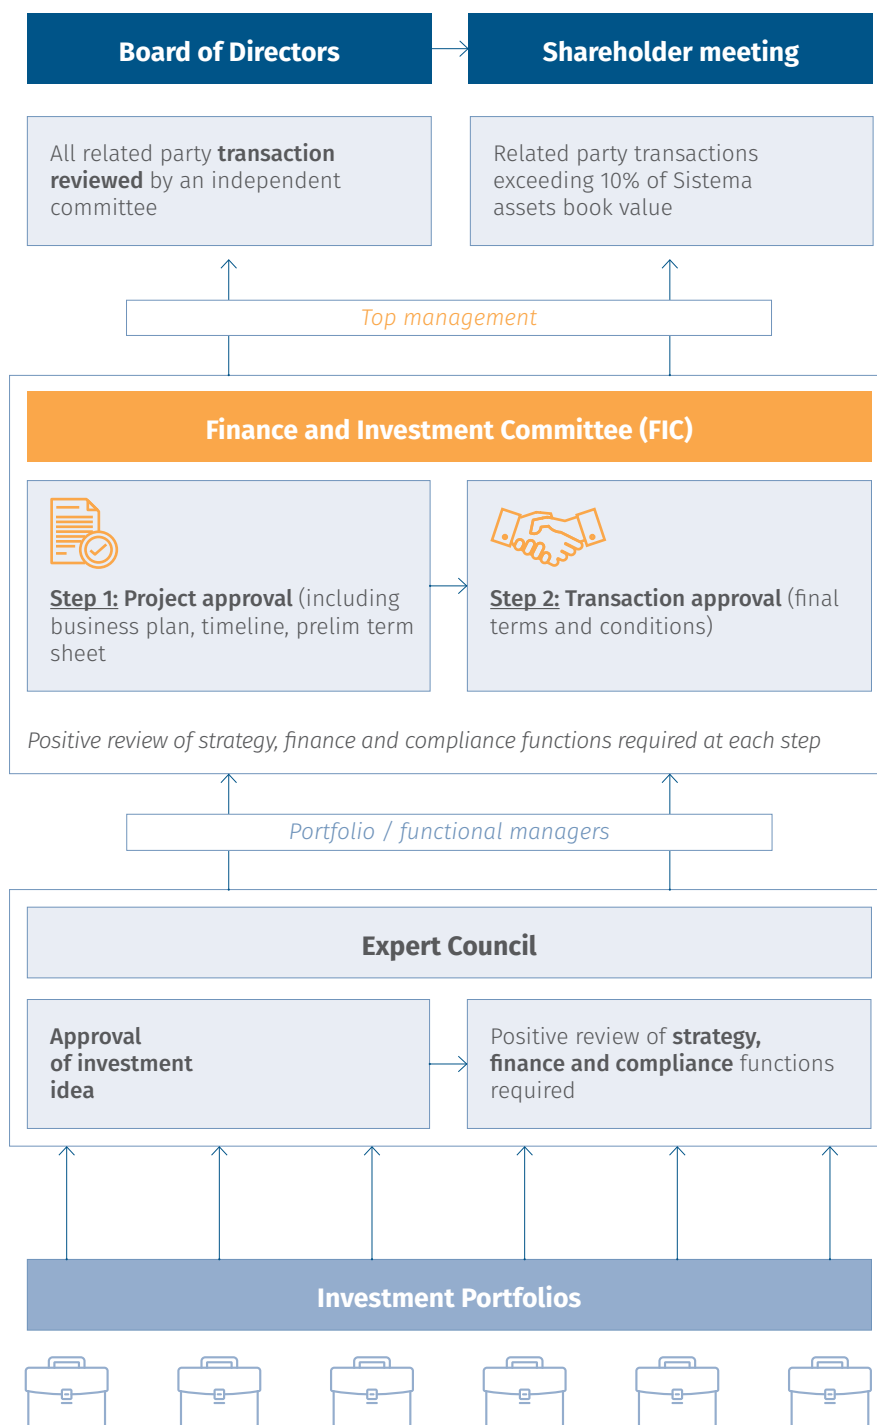 Board of Directors
Shareholder meeting
All related party transaction
reviewed by an independent
committee
Related party transactions
exceeding 10% of Sistema
assets book value
Top management
Finance and Investment Committee (FIC)
Step 1: Project approval (including
business plan, timeline, prelim term
sheet
Step 2: Transaction approval (final
terms and conditions)
Positive review of strategy, finance and compliance functions required at each step
Portfolio / functional managers
Expert Council
Approval
of investment
idea
Positive review of strategy,
finance and compliance functions
required
Investment Portfolios